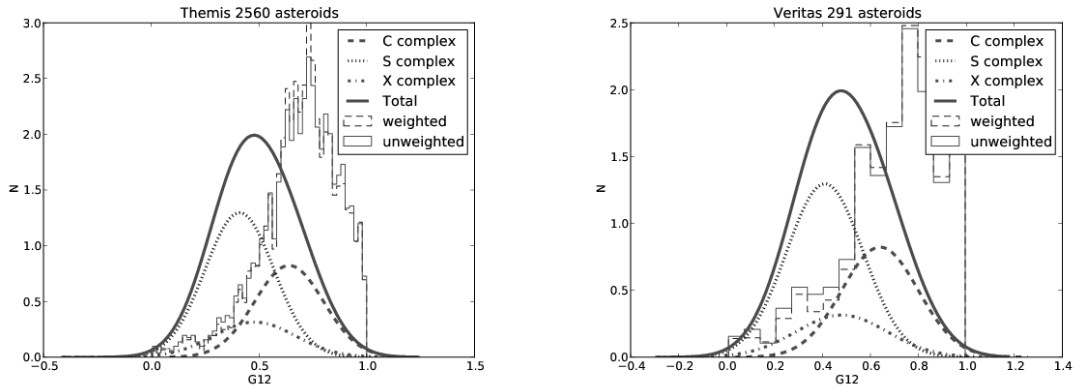 Themis 2560 asteroids
3.0
2.5
2.0
1.5
1.0
0.5
0.0
N
−0.5 0.0 0.5 1.0 1.5
G12
C complex
S complex
X complex
Total
weighted
unweighted
Veritas 291 asteroids
2.5
2.0
1.5
1.0
0.5
0.0
N
−0.4 −0.2 0.0 0.2 0.4 0.6 0.8 1.0 1.2 1.4
G12
C complex
S complex
X complex
Total
weighted
unweighted